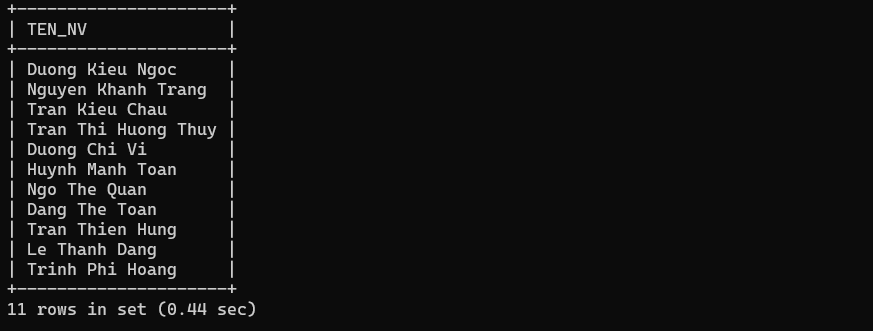 +---------------------+
| TEN_NV              |
+---------------------+
| Duong Kieu Ngoc     |
| Nguyen Khanh Trang  |
| Tran Kieu Chau      |
| Tran Thi Huong Thuy |
| Duong Chi Vi        |
| Huynh Manh Toan     |
| Ngo The Quan        |
| Dang The Toan       |
| Tran Thien Hung     |
| Le Thanh Dang       |
| Trinh Phi Hoang     |
+---------------------+
11 rows in set (0.44 sec)